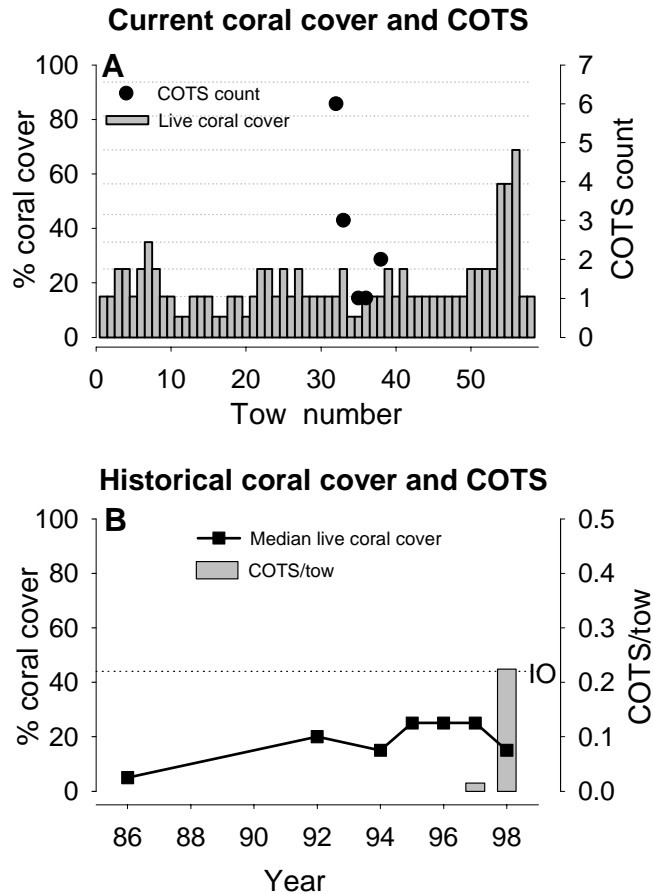 Current coral cover and COTS
A
COTS count
Live coral cover
% coral cover
100
80
60
40
20
0
7
6
5
4
3
2
1
0
COTS count
0 10 20 30 40 50
Tow number
Historical coral cover and COTS
B
Median live coral cover
COTS/tow
% coral cover
100
80
60
40
20
0
0.5
0.4
0.3
0.2
0.1
0.0
IO
COTS/tow
86 88 90 92 94 96 98
Year